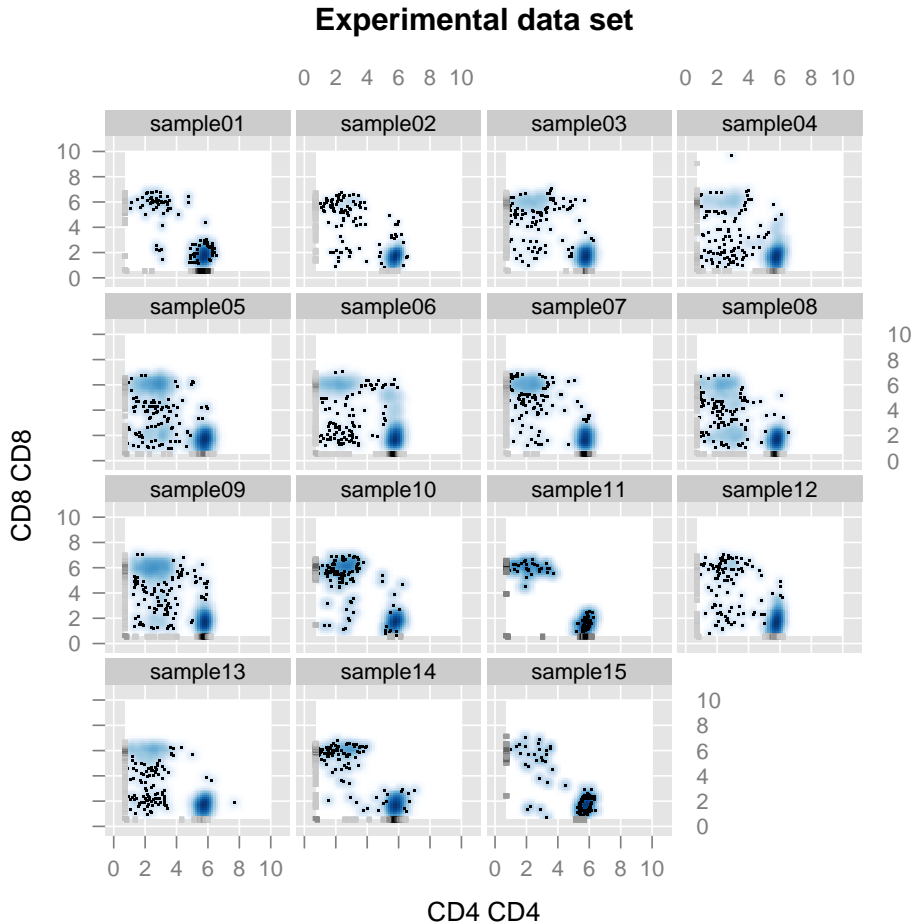 Experimental data set
0 2 4 6 8 10 0 2 4 6 8 10
sample01 sample02 sample03 sample04
10
8
6
4
2
0
sample05 sample06 sample07 sample08
10
8
6
4
2
0
CD8 CD8
sample09 sample10 sample11 sample12
10
8
6
4
2
0
sample13 sample14 sample15
10
8
6
4
2
0
0 2 4 6 8 10 0 2 4 6 8 10
CD4 CD4